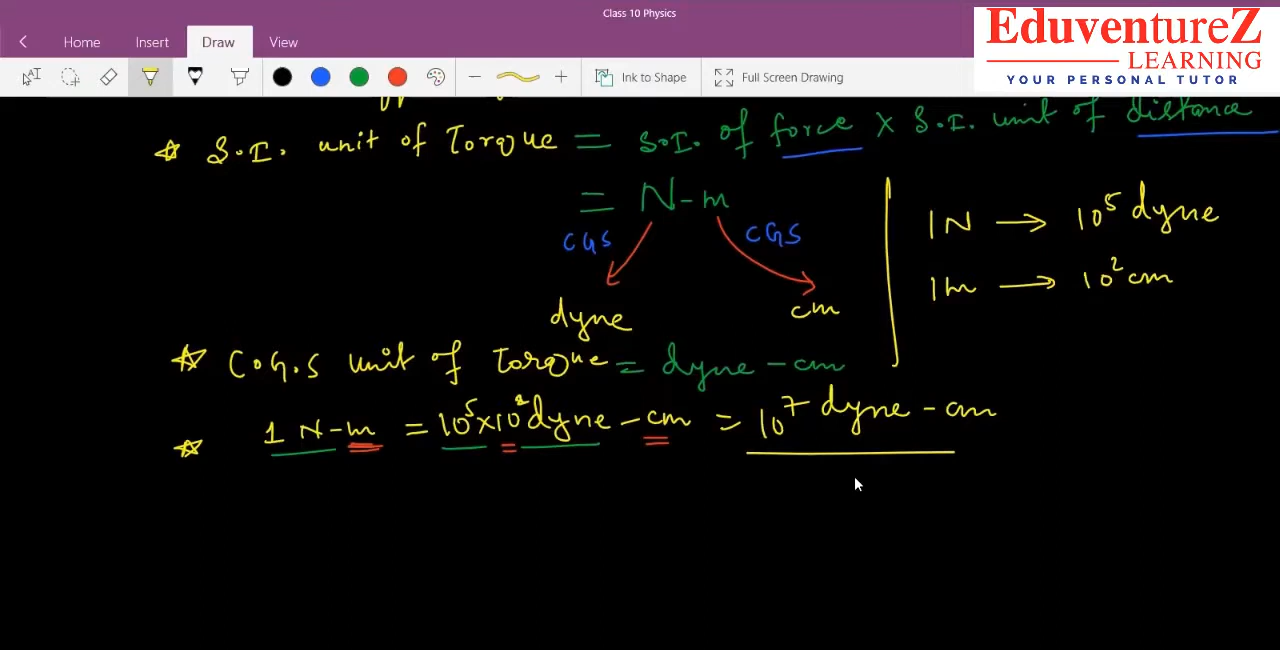 Class 10 Physics
EduventureZ
LEARNING
YOUR PERSONAL TUTOR
Home Insert Draw View
Ink to Shape Full Screen Drawing
☆ S.I. unit of Torque = S.I. of force × S.I. unit of distance
= N-m
CGS CGS
dyne cm
1N → 10⁵ dyne
1m → 10² cm
☆ C.G.S unit of Torque = dyne - cm
☆ 1 N-m = 10⁵×10² dyne - cm = 10⁷ dyne - cm